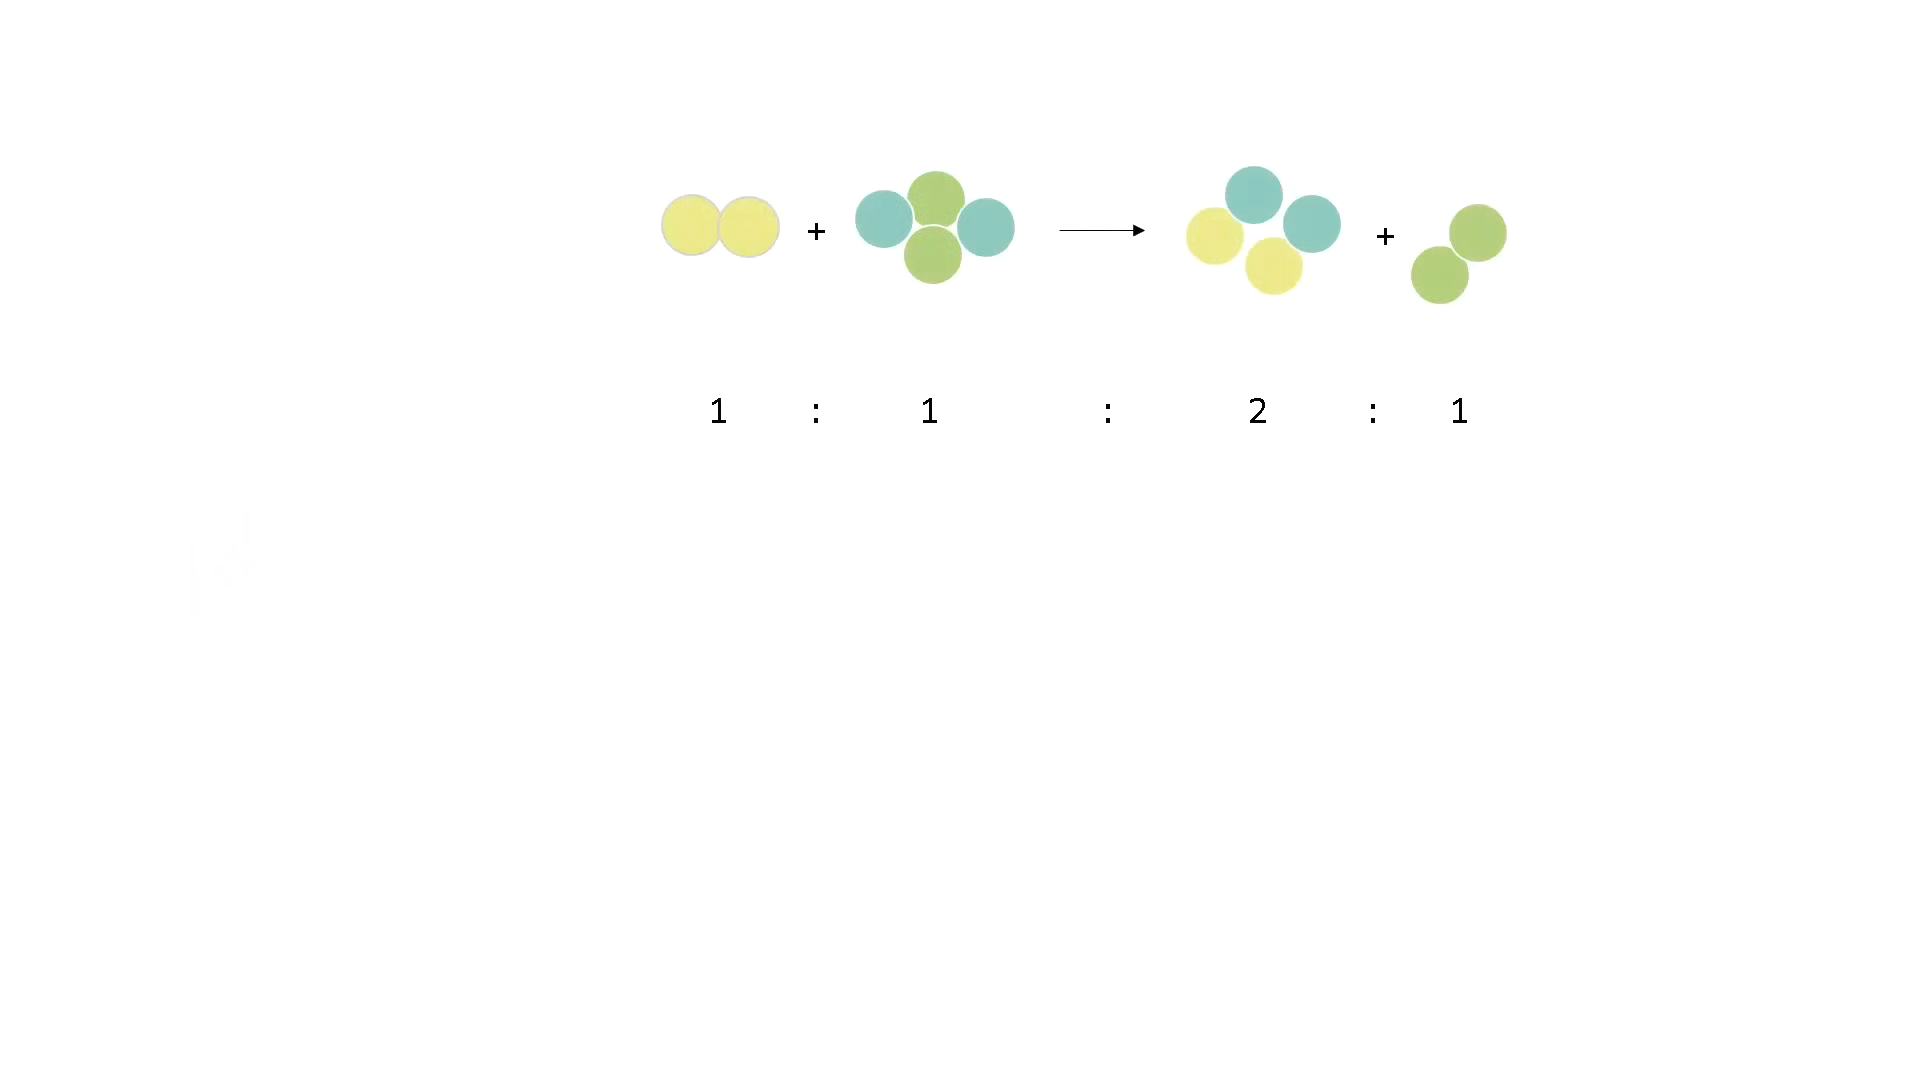 + +
1 : 1 : 2 : 1